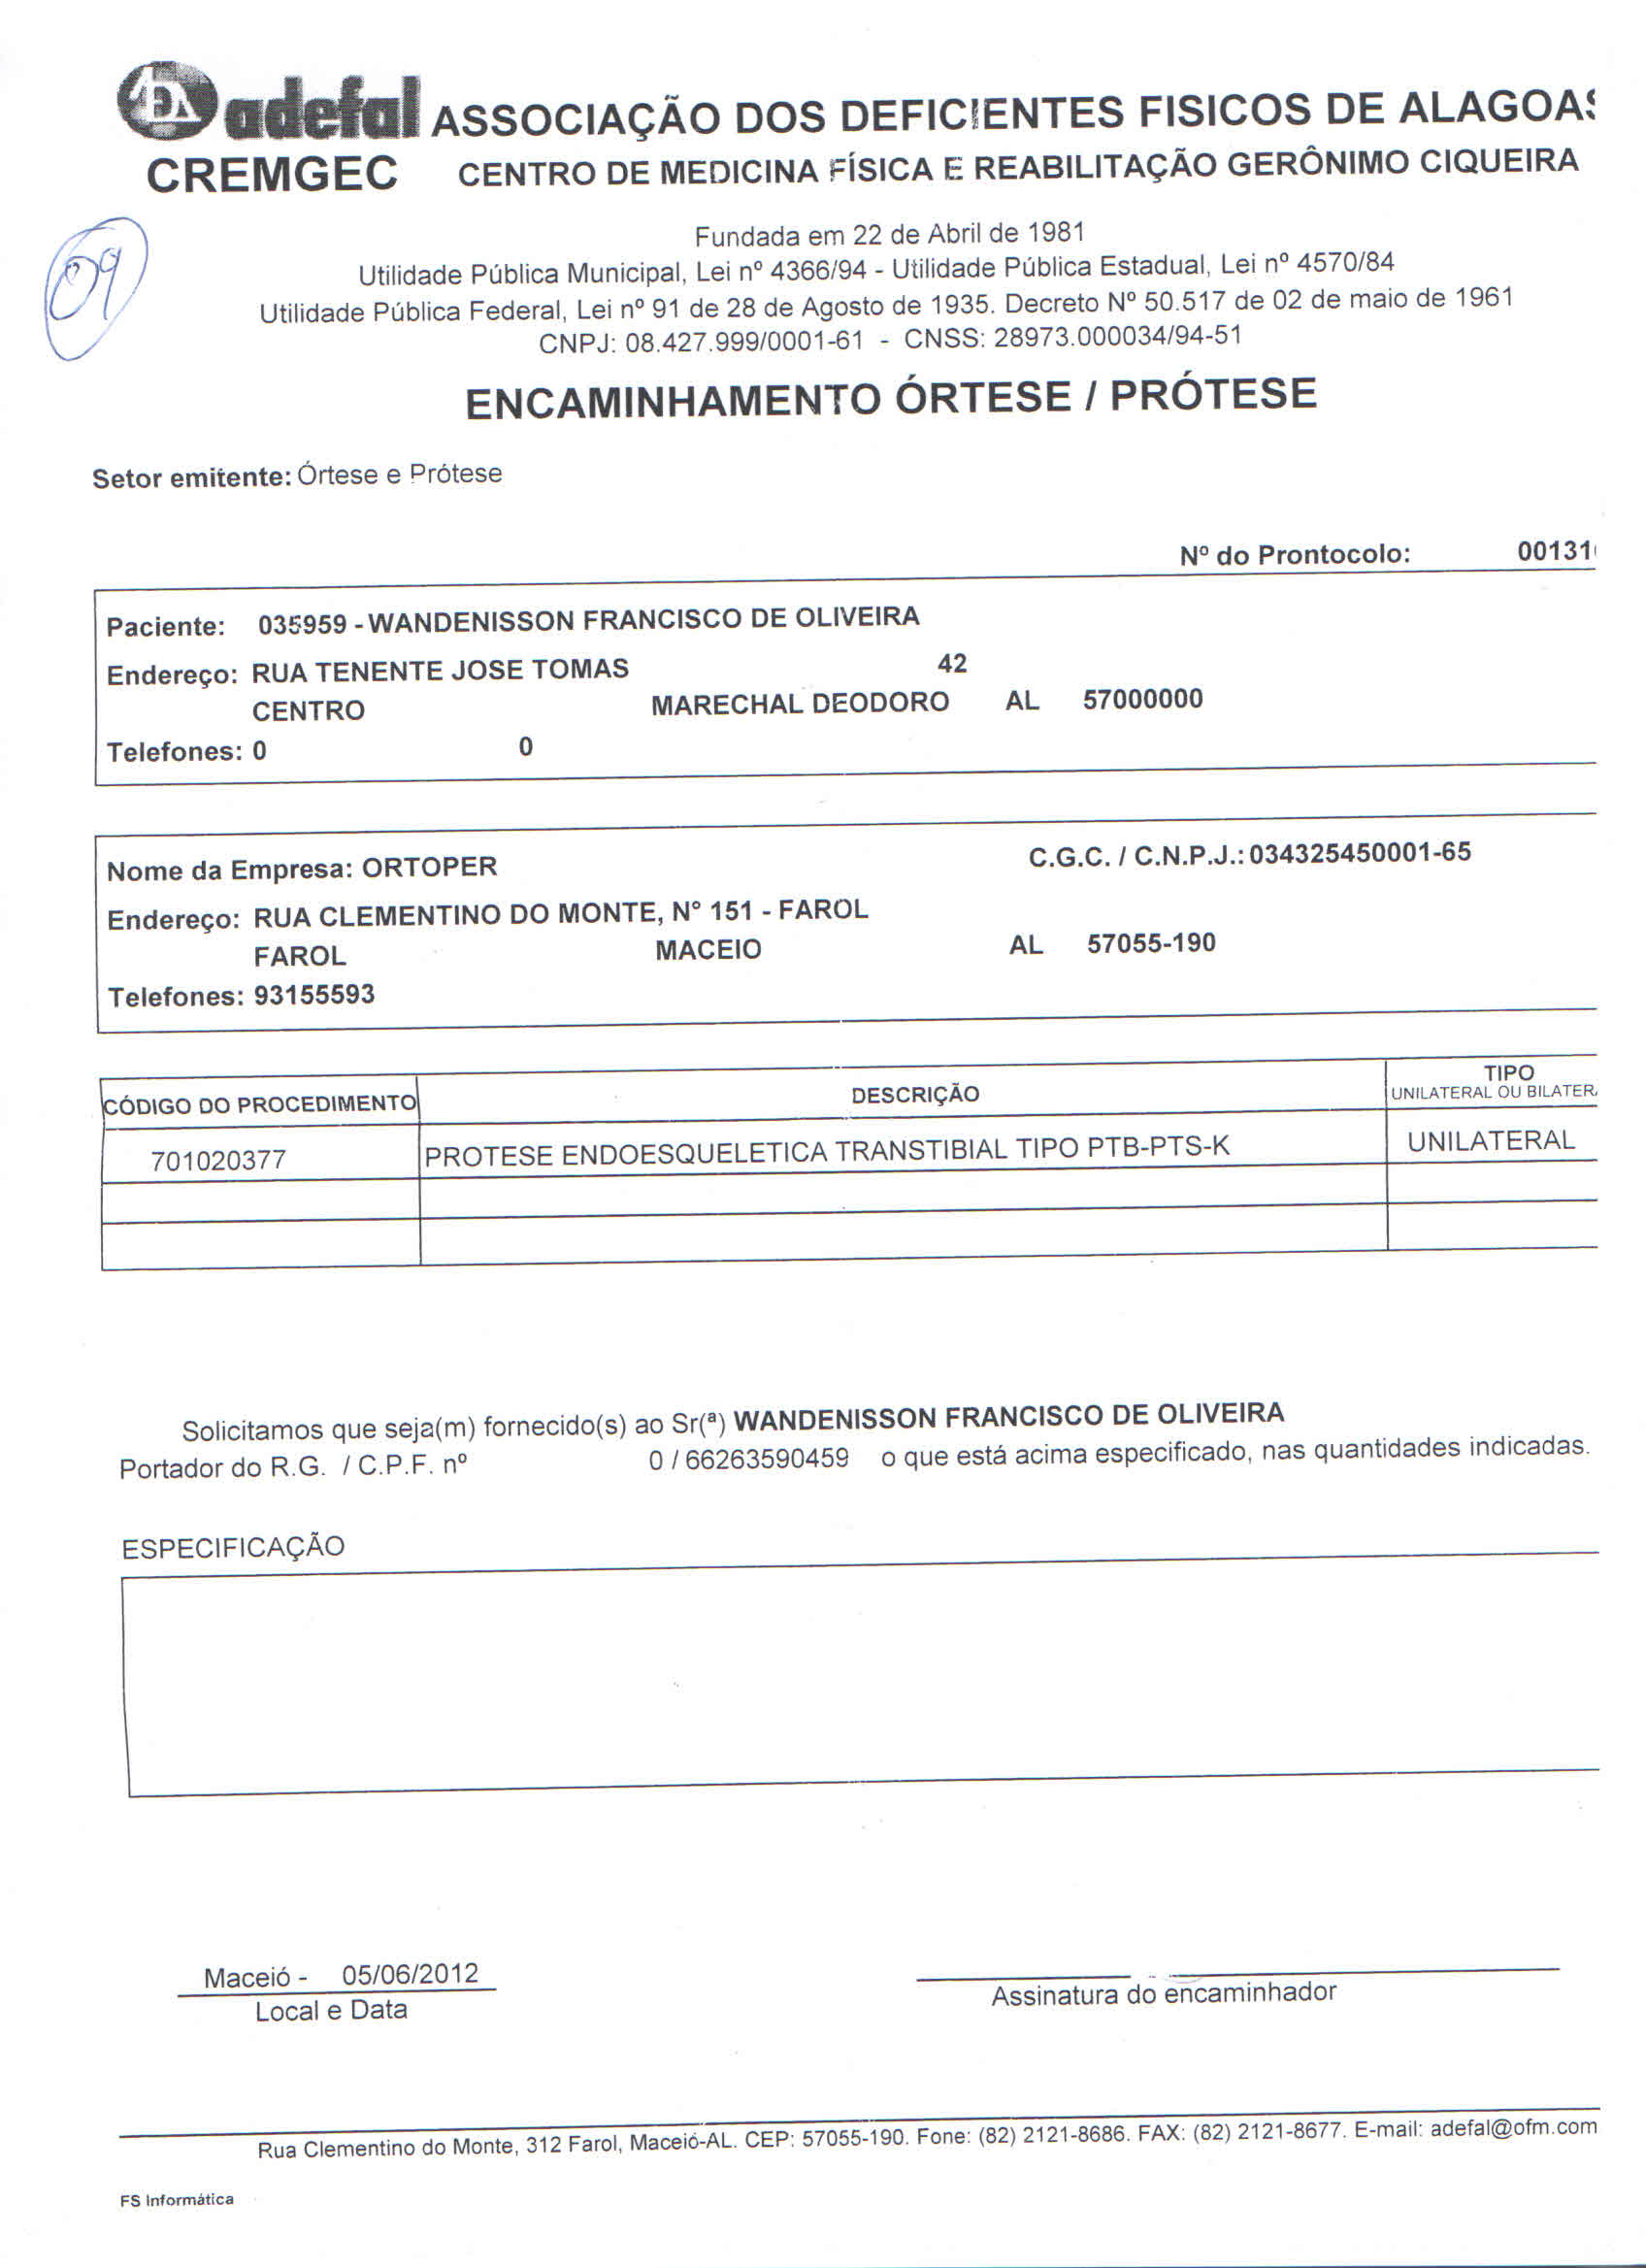 adefal ASSOCIAÇÃO DOS DEFICIENTES FISICOS DE ALAGOAS
CREMGEC CENTRO DE MEDICINA FÍSICA E REABILITAÇÃO GERÔNIMO CIQUEIRA
09
Fundada em 22 de Abril de 1981
Utilidade Pública Municipal, Lei nº 4366/94 - Utilidade Pública Estadual, Lei nº 4570/84
Utilidade Pública Federal, Lei nº 91 de 28 de Agosto de 1935. Decreto Nº 50.517 de 02 de maio de 1961
CNPJ: 08.427.999/0001-61 - CNSS: 28973.000034/94-51
ENCAMINHAMENTO ÓRTESE / PRÓTESE
Setor emitente: Órtese e Prótese
Nº do Prontocolo: 00131
Paciente: 035959 - WANDENISSON FRANCISCO DE OLIVEIRA
Endereço: RUA TENENTE JOSE TOMAS 42
CENTRO MARECHAL DEODORO AL 57000000
Telefones: 0 0
Nome da Empresa: ORTOPER C.G.C. / C.N.P.J.: 034325450001-65
Endereço: RUA CLEMENTINO DO MONTE, N° 151 - FAROL
FAROL MACEIO AL 57055-190
Telefones: 93155593
CÓDIGO DO PROCEDIMENTO DESCRIÇÃO TIPO
UNILATERAL OU BILATER
701020377 PROTESE ENDOESQUELETICA TRANSTIBIAL TIPO PTB-PTS-K UNILATERAL
Solicitamos que seja(m) fornecido(s) ao Sr(ª) WANDENISSON FRANCISCO DE OLIVEIRA
Portador do R.G. / C.P.F. nº 0 / 66263590459 o que está acima especificado, nas quantidades indicadas.
ESPECIFICAÇÃO
Maceió - 05/06/2012
Local e Data
Assinatura do encaminhador
Rua Clementino do Monte, 312 Farol, Maceió-AL. CEP: 57055-190. Fone: (82) 2121-8686. FAX: (82) 2121-8677. E-mail: adefal@ofm.com
FS Informática